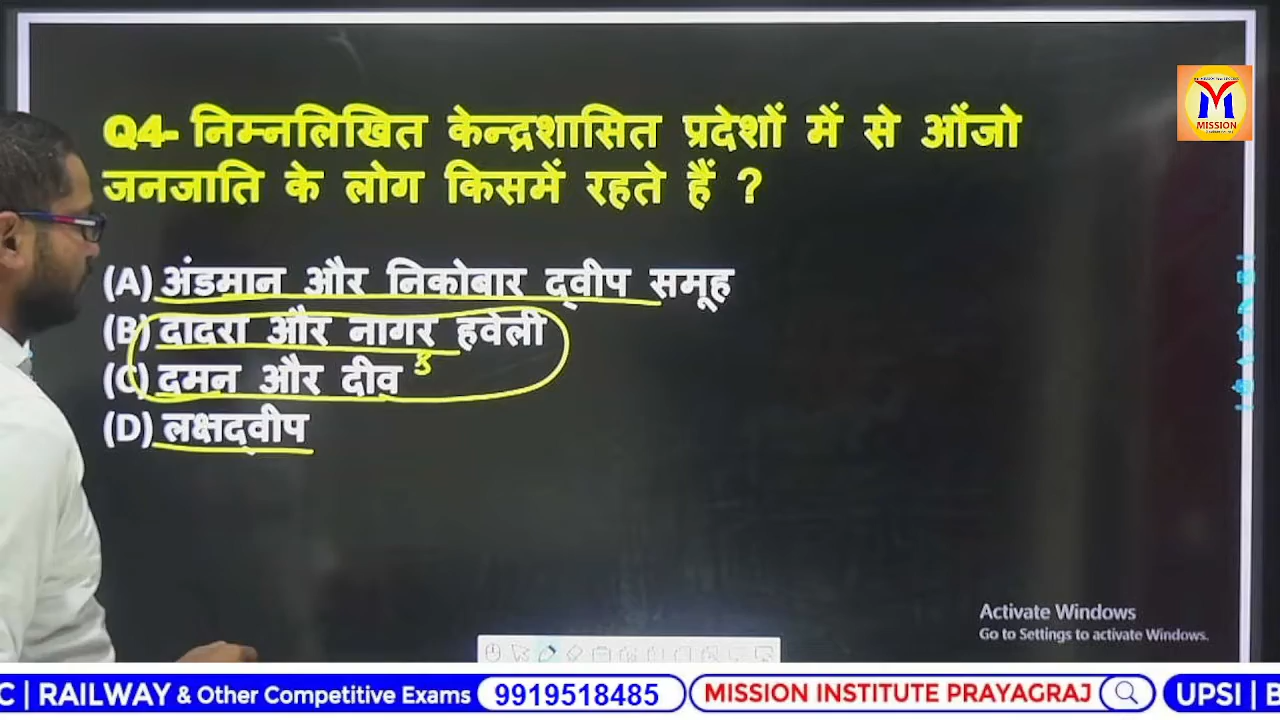 MISSION
Q4- निम्नलिखित केन्द्रशासित प्रदेशों में से ओंजो
जनजाति के लोग किसमें रहते हैं ?
(A) अंडमान और निकोबार द्वीप समूह
(B) दादरा और नागर हवेली
(C) दमन और दीव
(D) लक्षद्वीप
Activate Windows
Go to Settings to activate Windows.
C | RAILWAY & Other Competitive Exams 9919518485 MISSION INSTITUTE PRAYAGRAJ UPSI | B